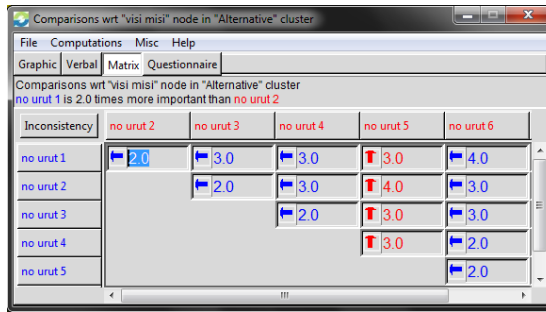 Comparisons wrt "visi misi" node in "Alternative" cluster
File Computations Misc Help
Graphic Verbal Matrix Questionnaire
Comparisons wrt "visi misi" node in "Alternative" cluster
no urut 1 is 2.0 times more important than no urut 2
Inconsistency no urut 2 no urut 3 no urut 4 no urut 5 no urut 6
no urut 1 2.0 3.0 3.0 3.0 4.0
no urut 2 2.0 3.0 4.0 3.0
no urut 3 2.0 3.0 3.0
no urut 4 3.0 2.0
no urut 5 2.0